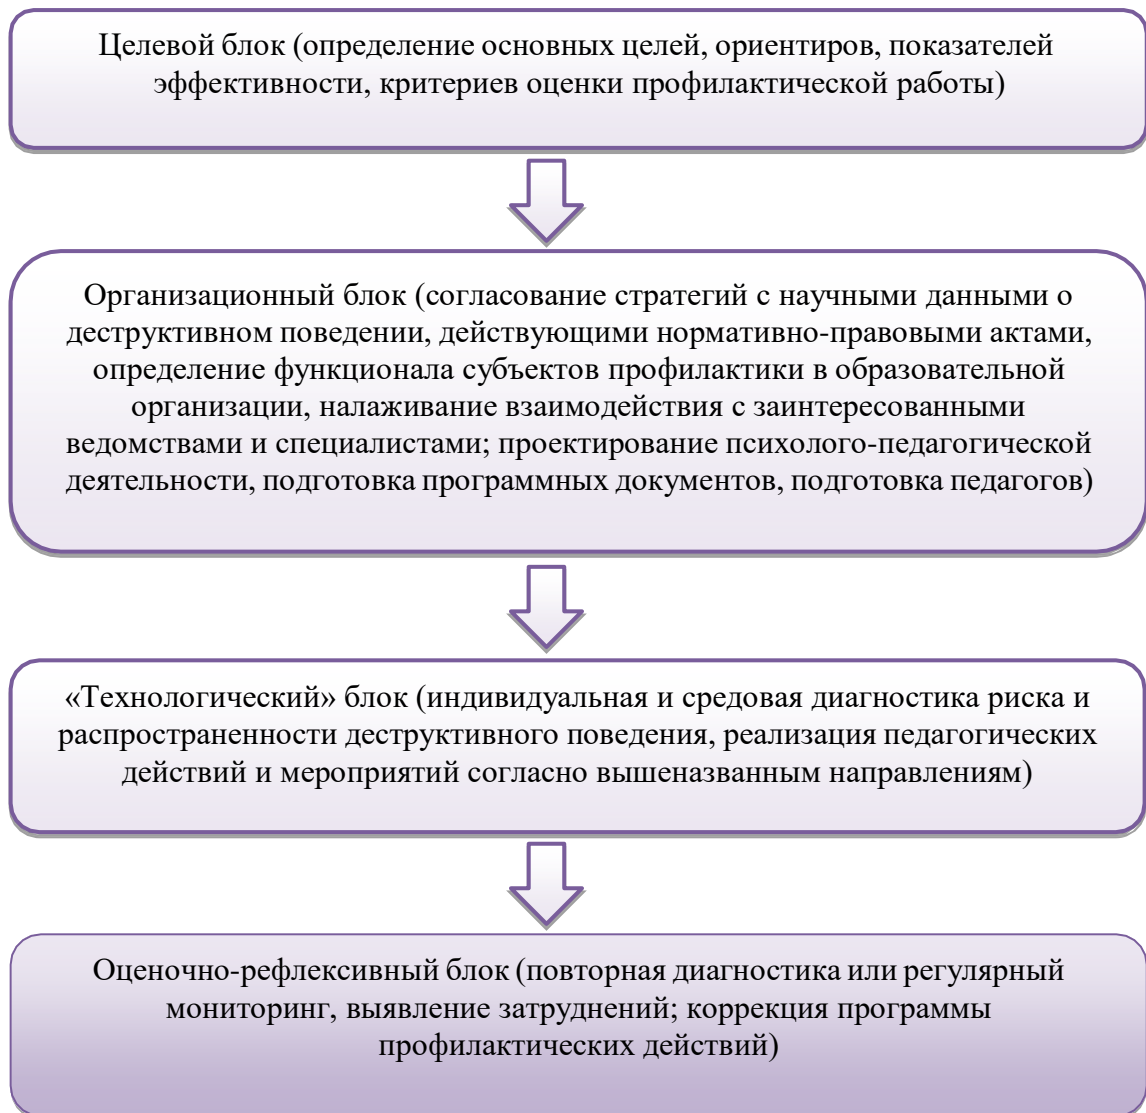 Целевой блок (определение основных целей, ориентиров, показателей
эффективности, критериев оценки профилактической работы)
Организационный блок (согласование стратегий с научными данными о
деструктивном поведении, действующими нормативно-правовыми актами,
определение функционала субъектов профилактики в образовательной
организации, налаживание взаимодействия с заинтересованными
ведомствами и специалистами; проектирование психолого-педагогической
деятельности, подготовка программных документов, подготовка педагогов)
«Технологический» блок (индивидуальная и средовая диагностика риска и
распространенности деструктивного поведения, реализация педагогических
действий и мероприятий согласно вышеназванным направлениям)
Оценочно-рефлексивный блок (повторная диагностика или регулярный
мониторинг, выявление затруднений; коррекция программы
профилактических действий)